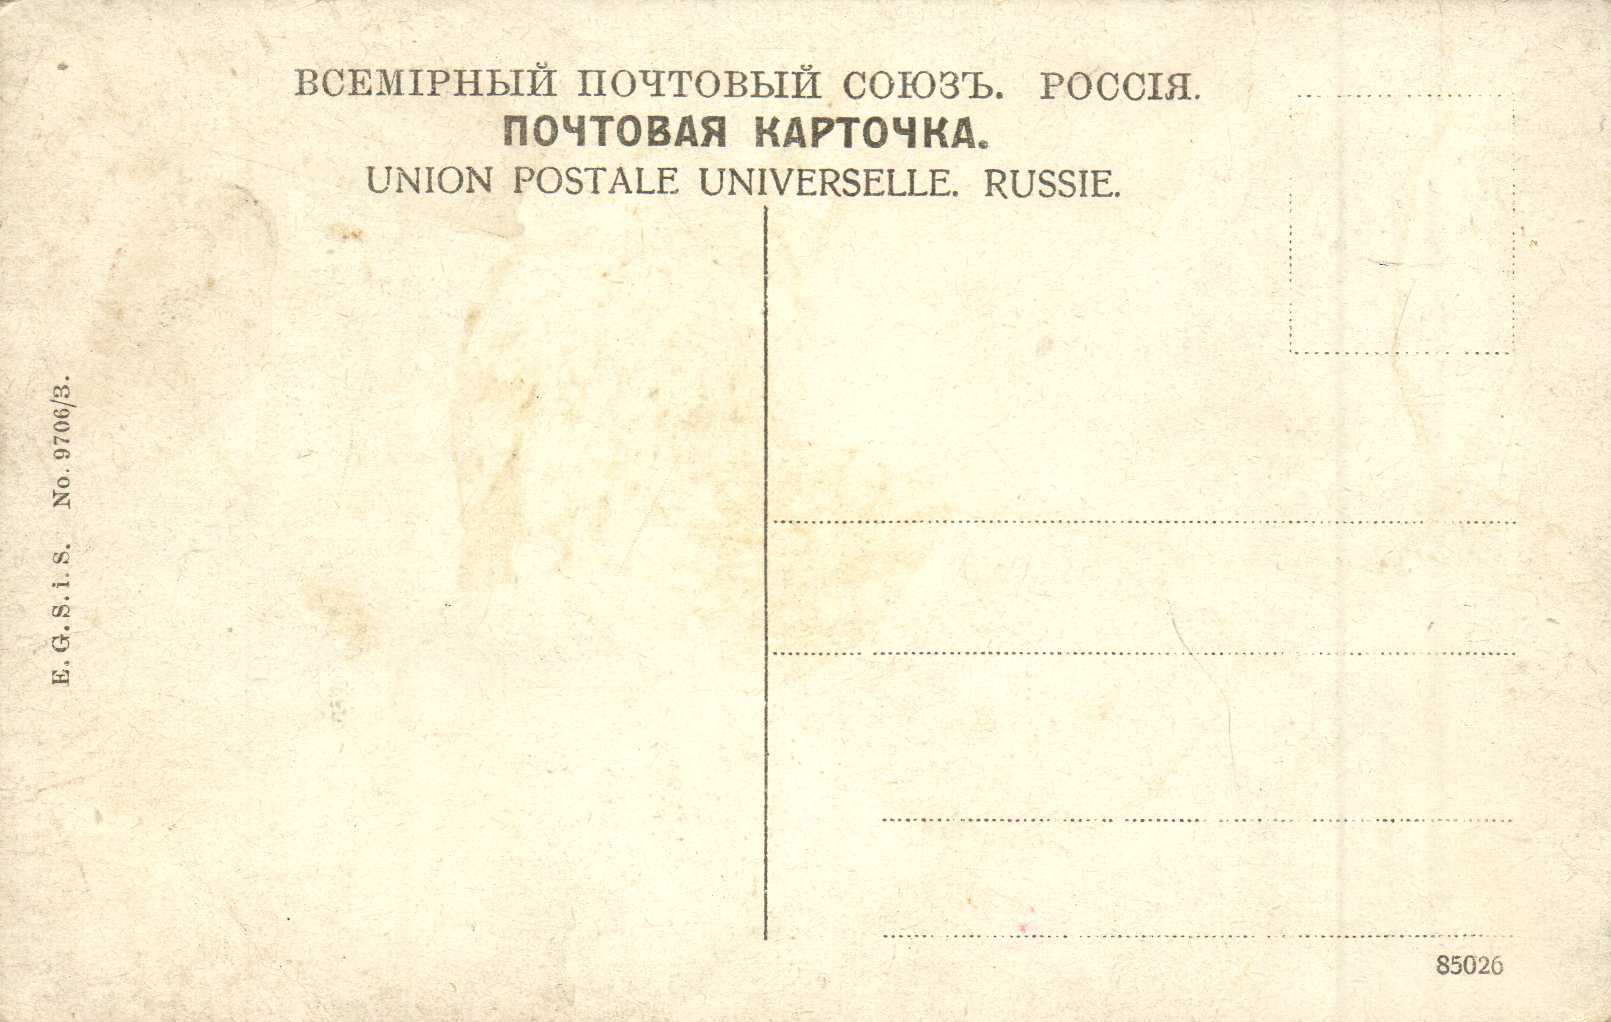 ВСЕМІРНЫЙ ПОЧТОВЫЙ СОЮЗЪ. РОССІЯ.
ПОЧТОВАЯ КАРТОЧКА.
UNION POSTALE UNIVERSELLE. RUSSIE.
E. G. S. i. S. No. 9706/3.
85026